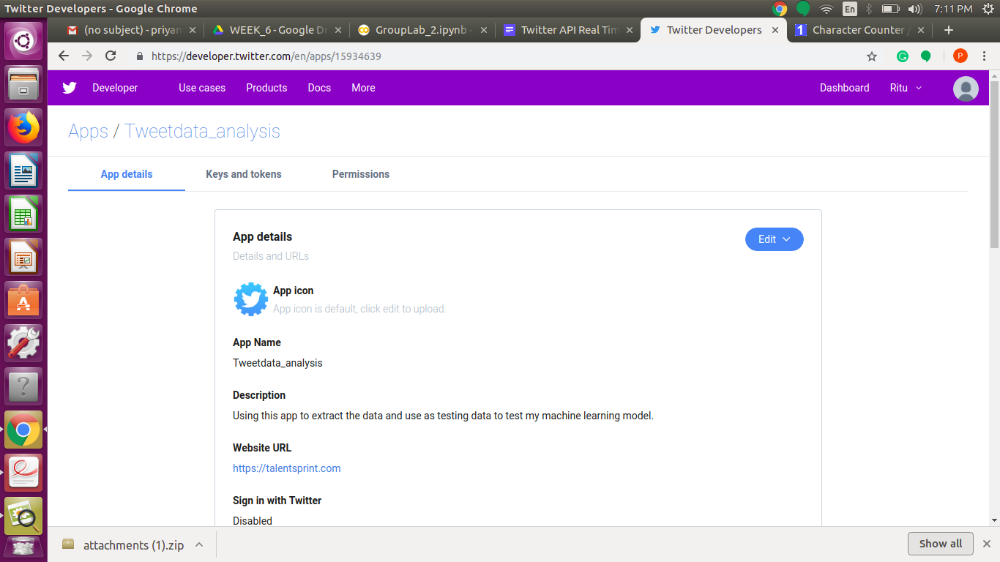 Twitter Developers - Google Chrome
En
7:11 PM
(no subject) - priyan
WEEK_6 - Google Dr
GroupLab_2.ipynb -
Twitter API Real Tim
Twitter Developers
1 Character Counter /
https://developer.twitter.com/en/apps/15934639
P
Developer
Use cases
Products
Docs
More
Dashboard
Ritu
Apps / Tweetdata_analysis
App details
Keys and tokens
Permissions
App details
Edit
Details and URLs
App icon
App icon is default, click edit to upload.
App Name
Tweetdata_analysis
Description
Using this app to extract the data and use as testing data to test my machine learning model.
Website URL
https://talentsprint.com
Sign in with Twitter
Disabled
attachments (1).zip
Show all